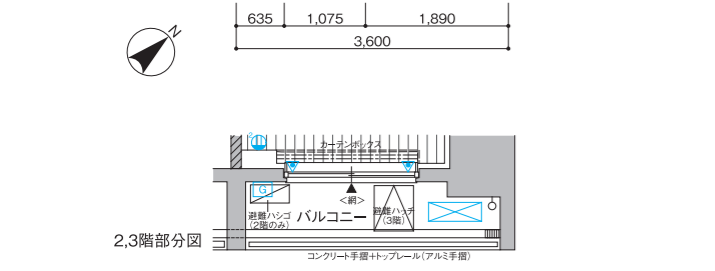 635
1,075
1,890
3,600
N
2
カーテンボックス
G
<網>
避難ハシゴ
(2階のみ)
バルコニー
避難ハッチ
(3階)
2,3階部分図
コンクリート手摺+トップレール(アルミ手摺)